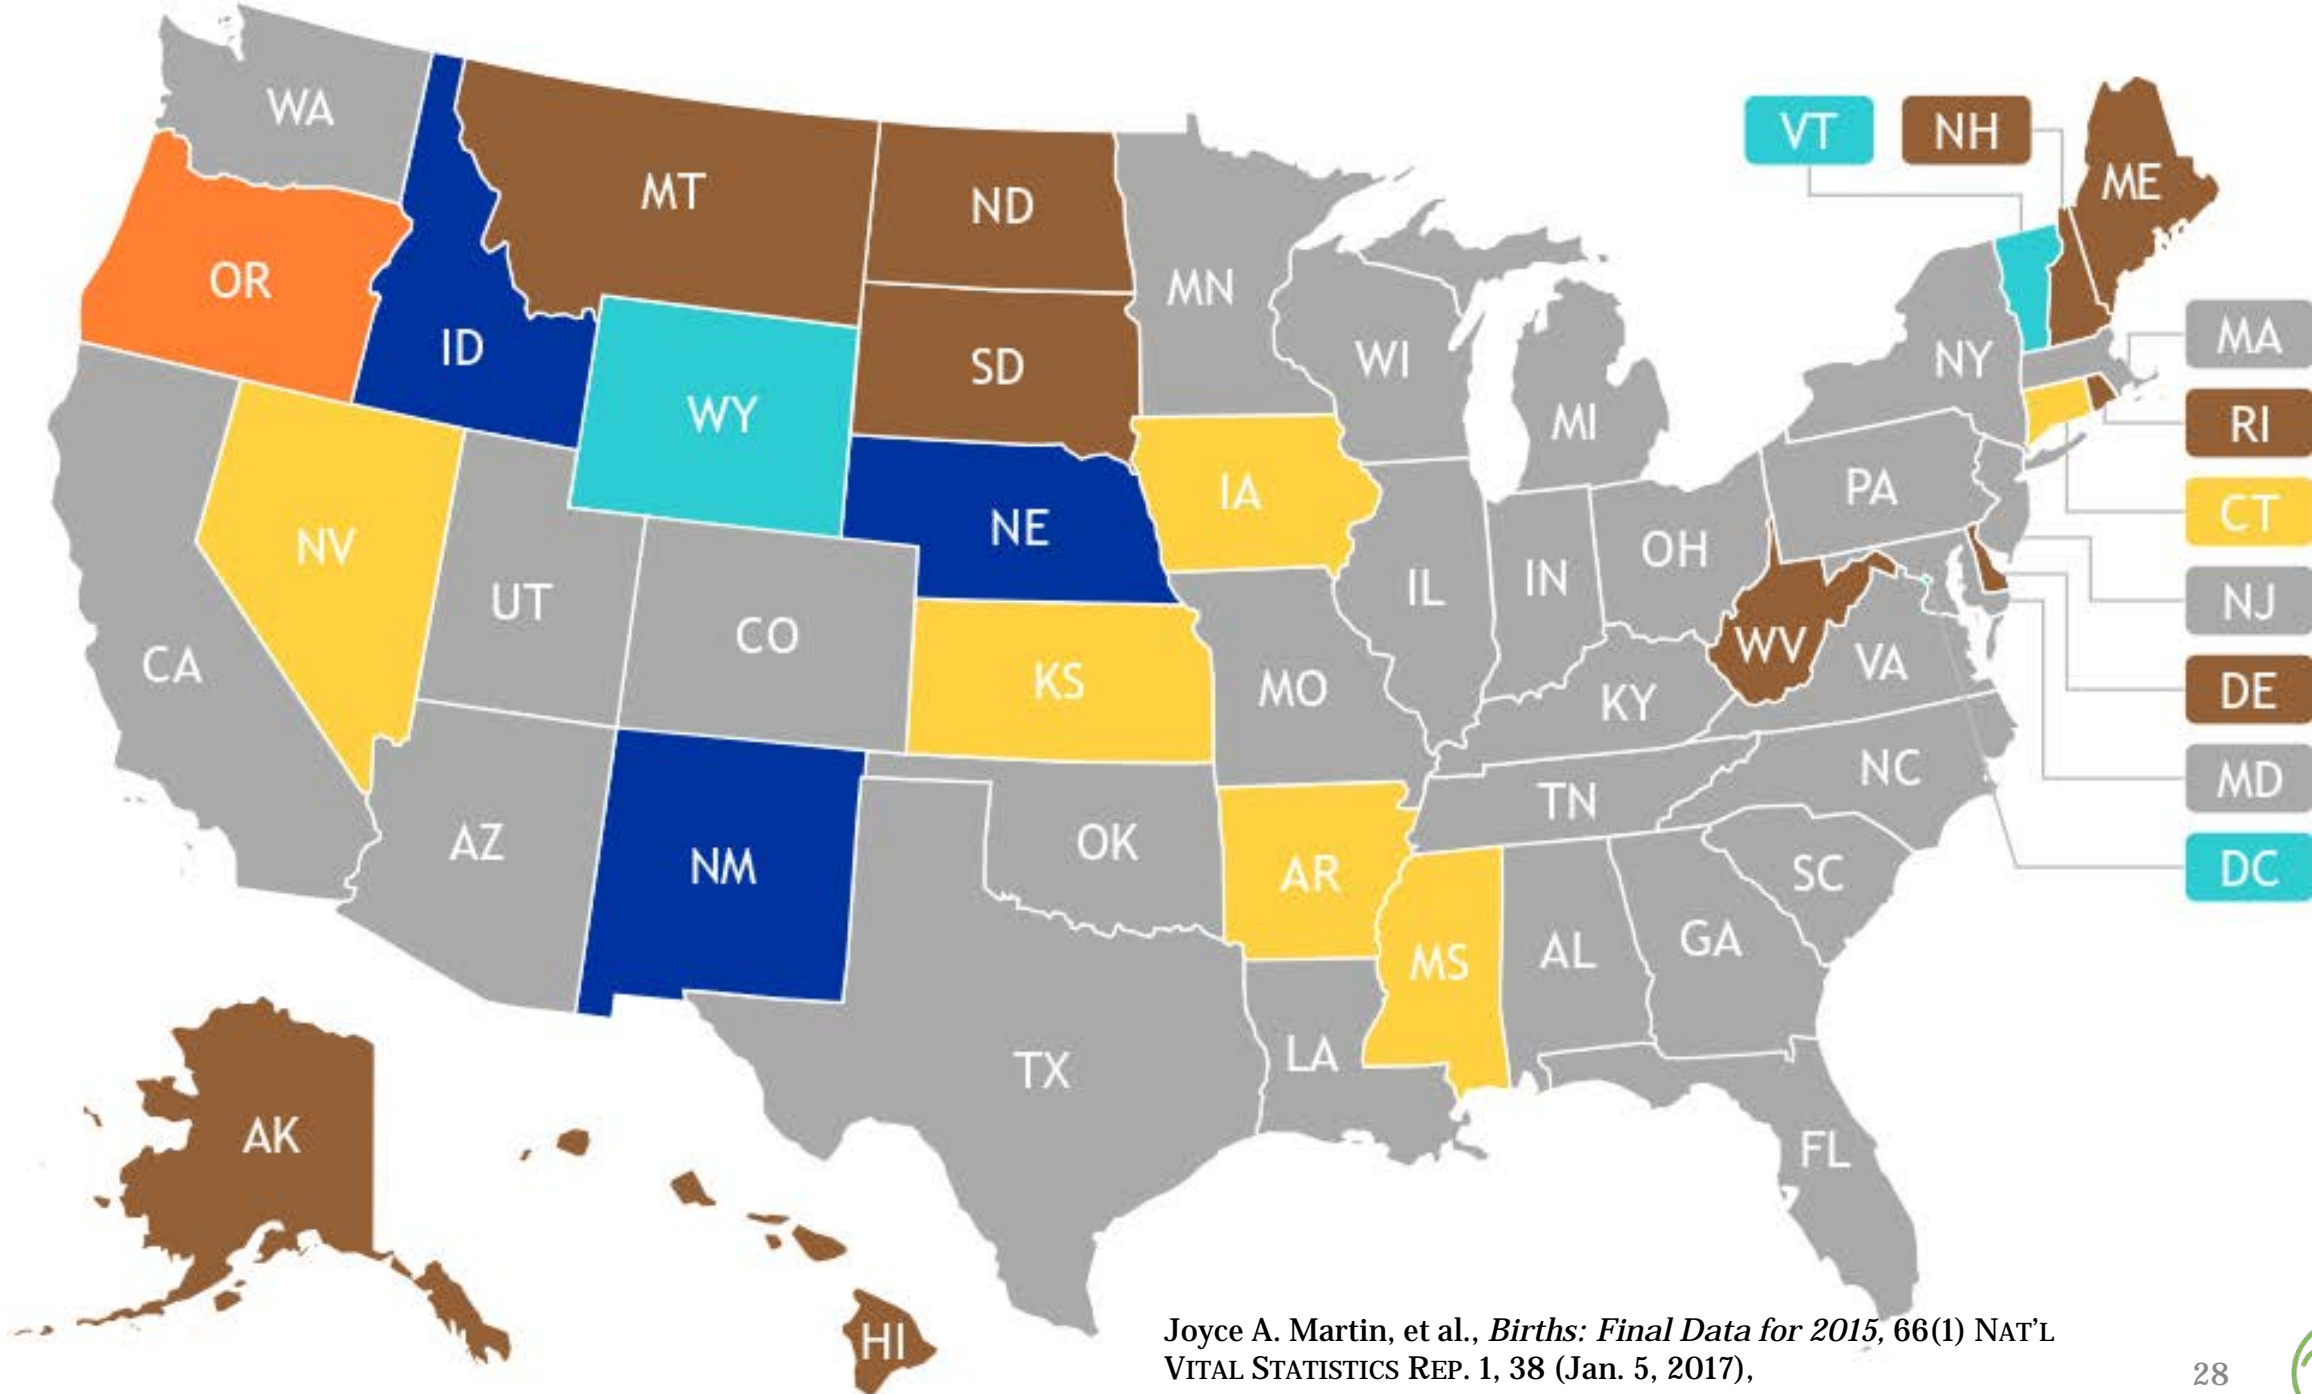 WA
VT
NH
MT
ND
ME
OR
MN
ID
WI
NY
MA
SD
WY
MI
RI
IA
PA
CT
NE
NV
OH
IN
IL
UT
NJ
CO
WV
VA
CA
KS
MO
KY
DE
NC
MD
TN
AZ
OK
NM
AR
SC
DC
GA
AL
MS
LA
TX
AK
FL
HI
Joyce A. Martin, et al., Births: Final Data for 2015, 66(1) NAT’L
VITAL STATISTICS REP. 1, 38 (Jan. 5, 2017),
28